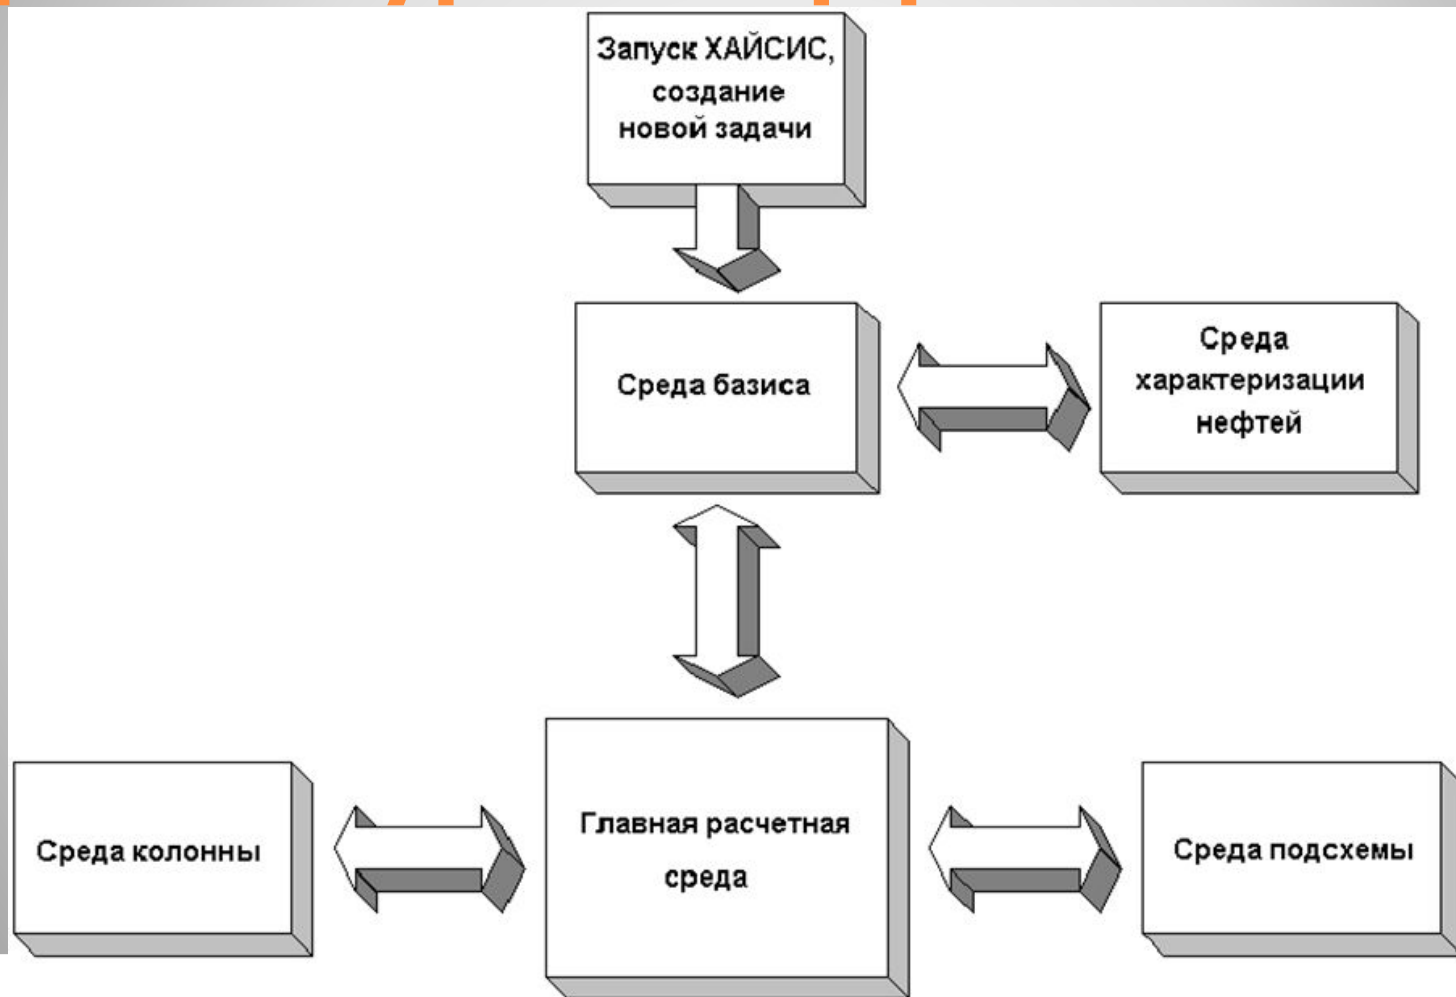 Запуск ХАЙСИС,
создание
новой задачи
Среда базиса
Среда
характеризации
нефтей
Среда колонны
Главная расчетная
среда
Среда подсхемы